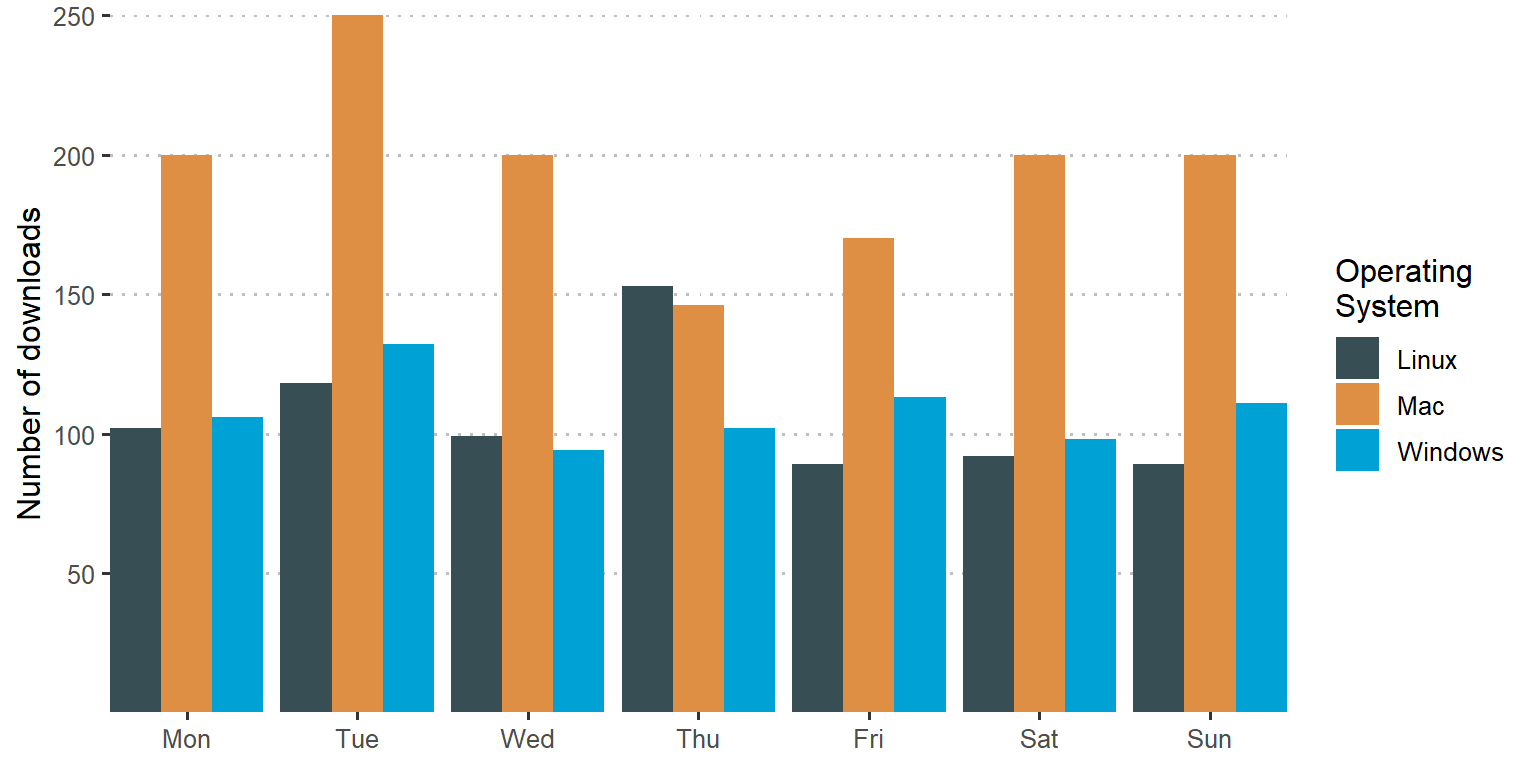 Number of downloads
250
200
150
100
50
Mon Tue Wed Thu Fri Sat Sun
Operating
System
Linux
Mac
Windows